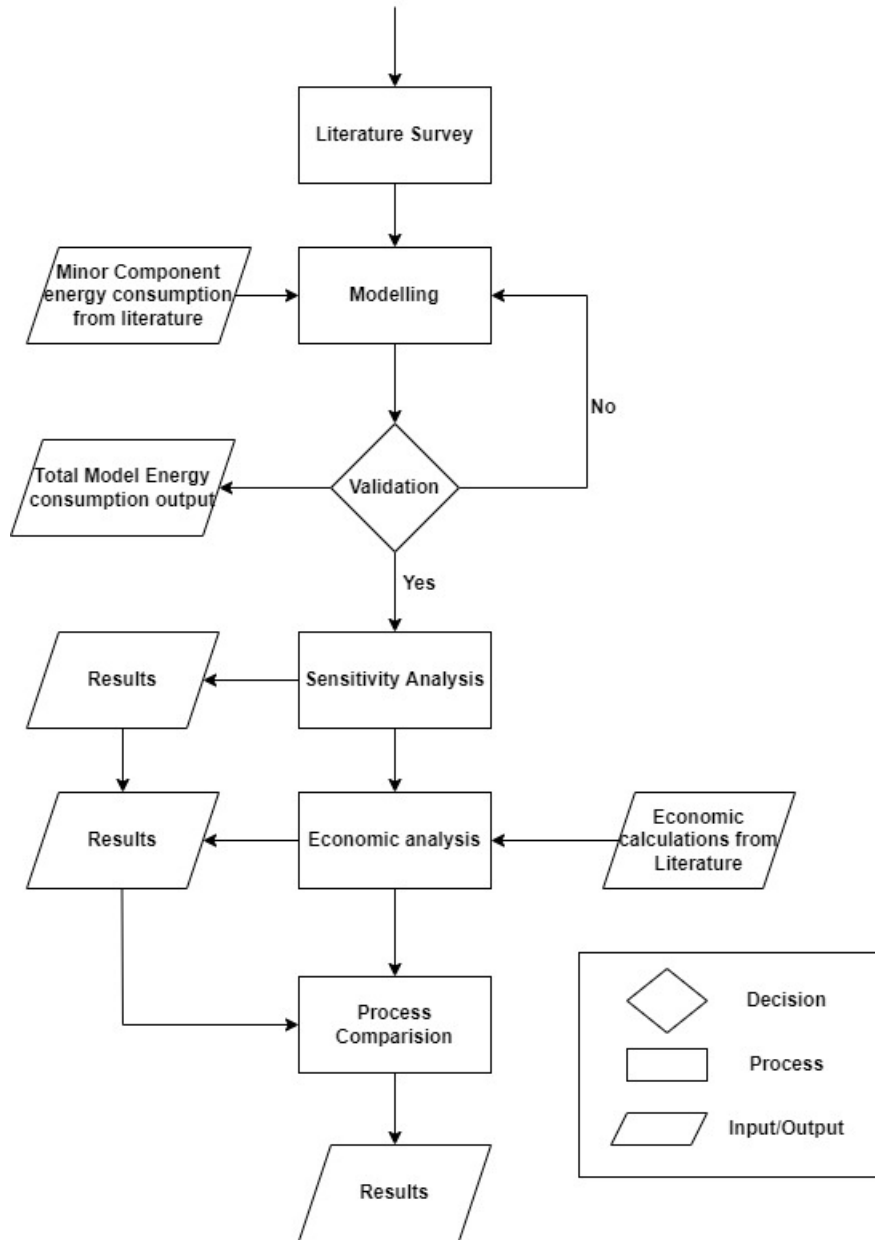 Literature Survey
Minor Component
energy consumption
from literature
Modelling
No
Total Model Energy
consumption output
Validation
Yes
Results
Sensitivity Analysis
Results
Economic analysis
Economic
calculations from
Literature
Process
Comparision
Decision
Process
Input/Output
Results